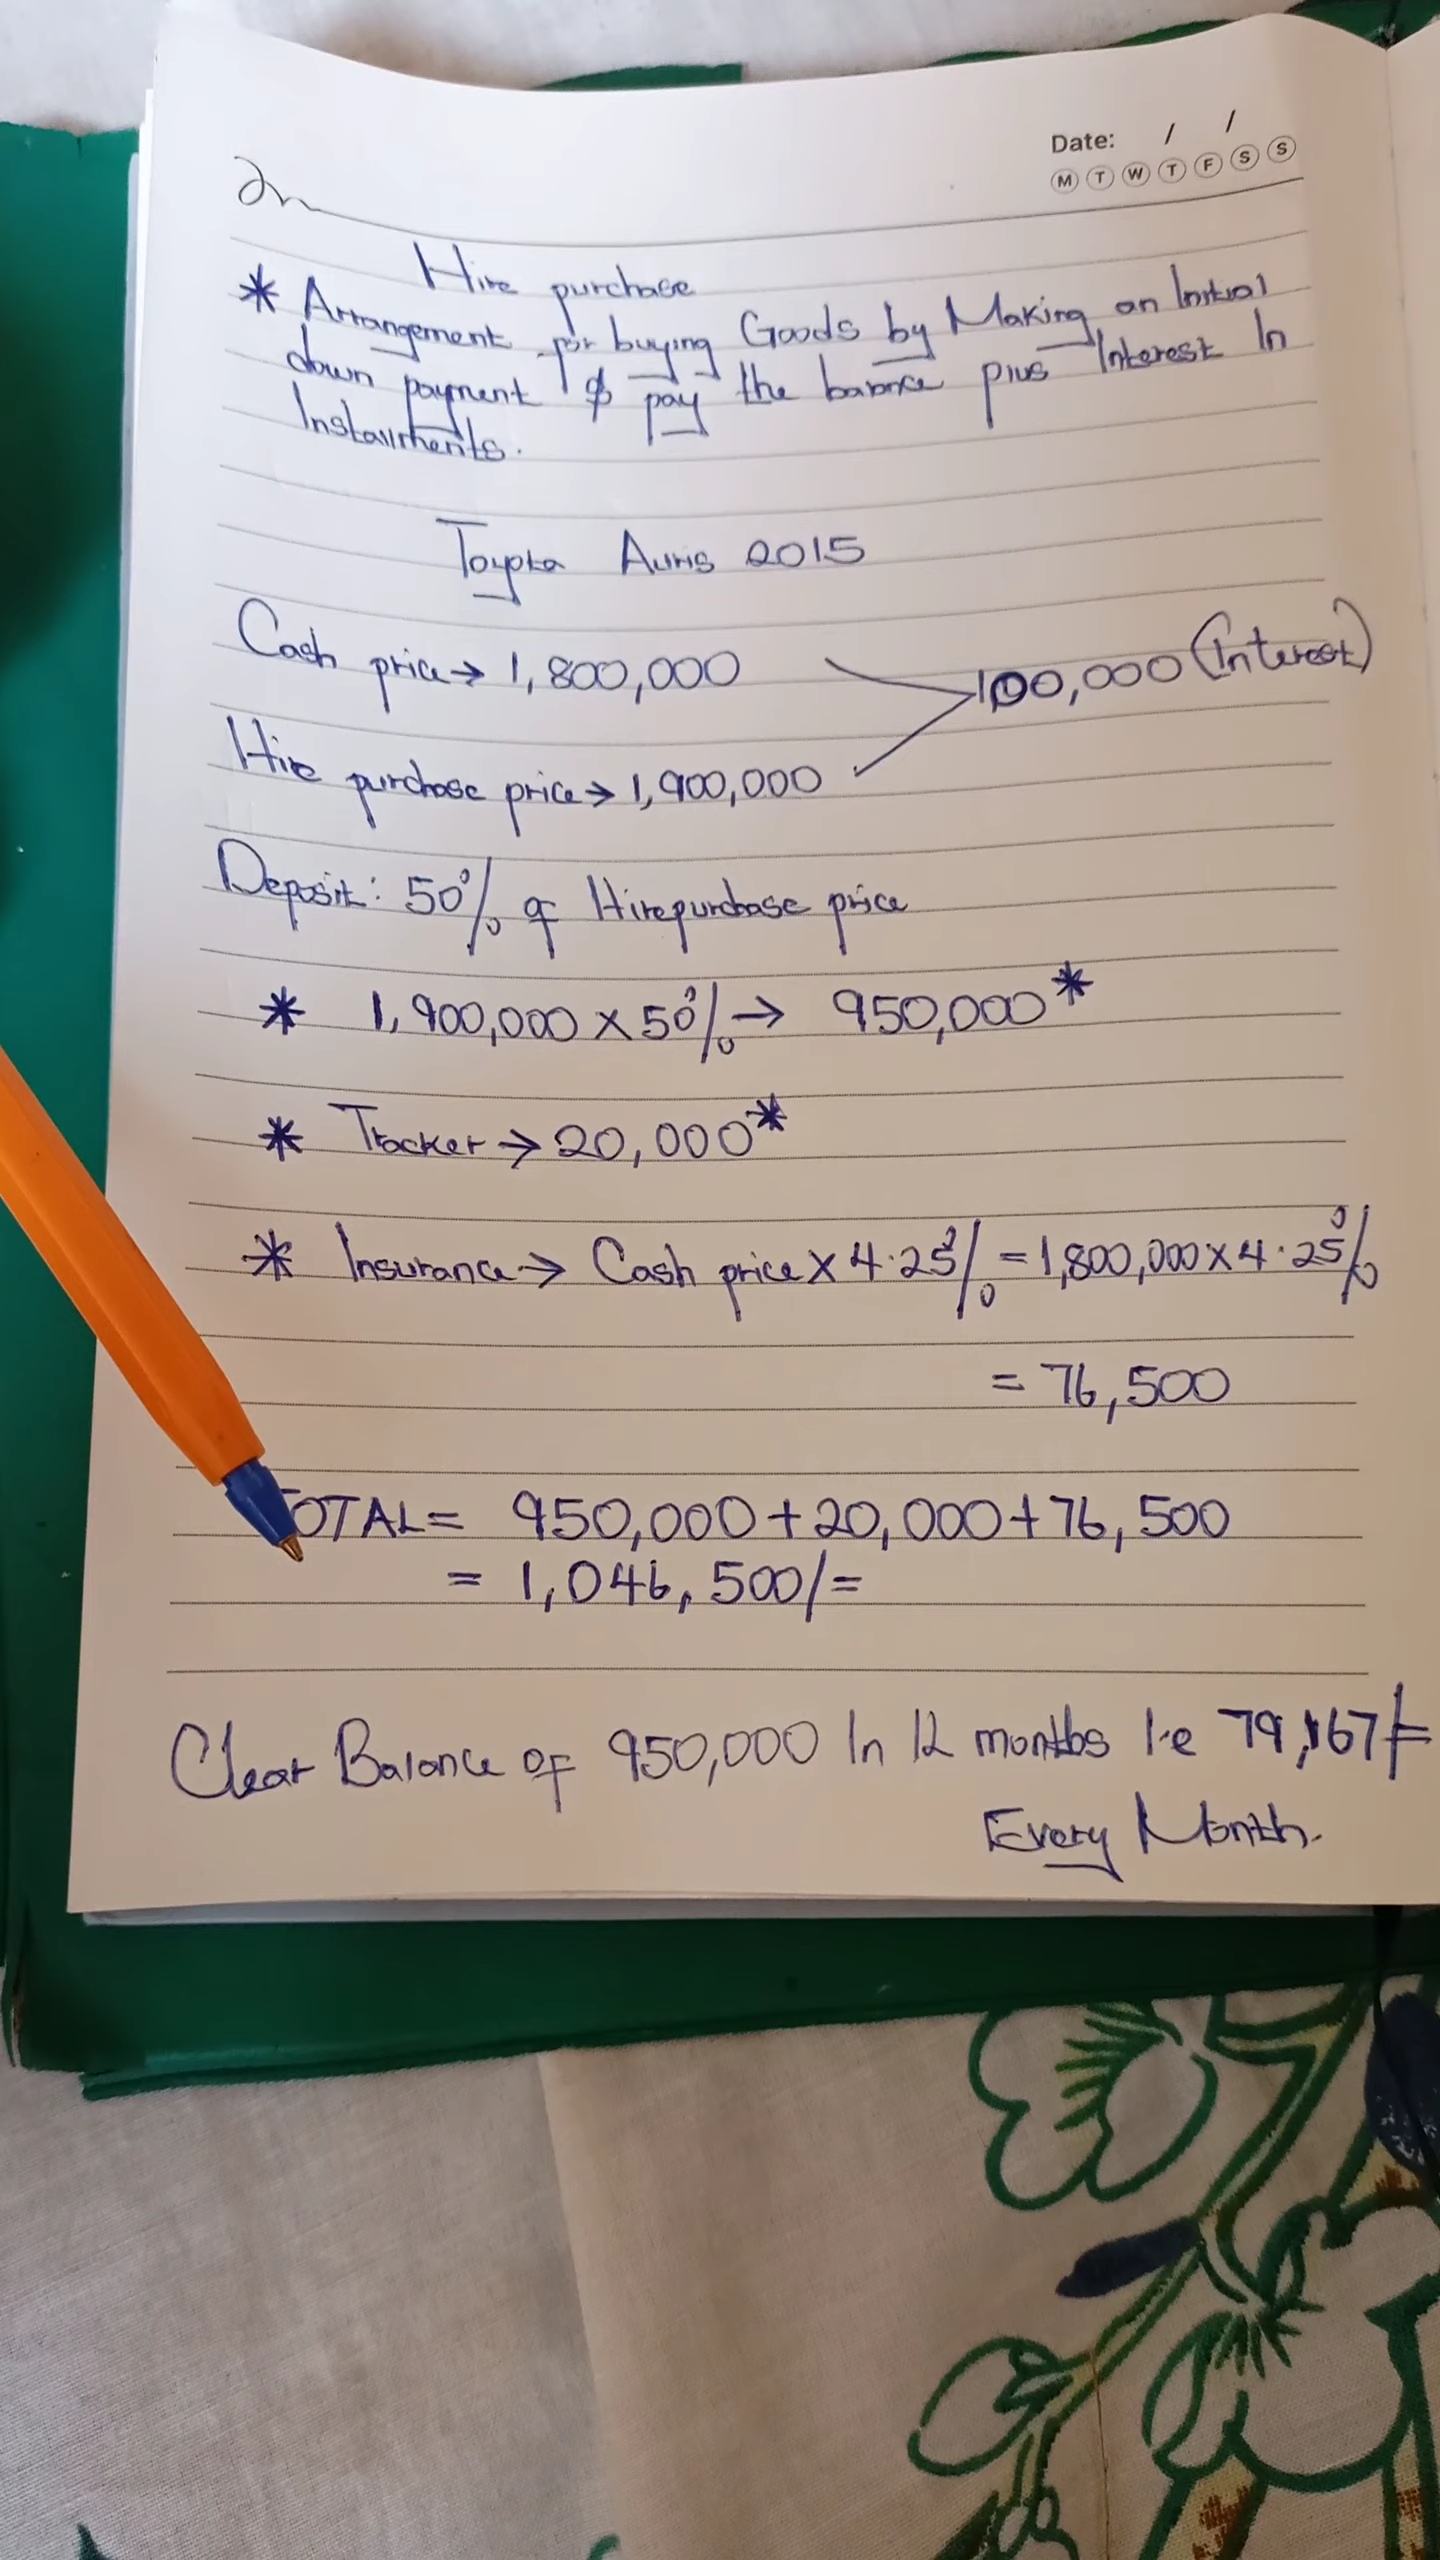 Date: / /
M T W T F S S
Hire purchase
* Arrangement for buying Goods by Making an Initial
down payment & pay the balance plus Interest In
Installments.
Toyota Auris 2015
Cash price → 1,800,000
100,000 (Interest)
Hire purchase price → 1,900,000
Deposit: 50% of Hire purchase price
* 1,900,000 x 50% → 950,000*
* Tracker → 20,000*
* Insurance → Cash price x 4.25% = 1,800,000 x 4.25%
= 76,500
TOTAL = 950,000 + 20,000 + 76,500
= 1,046,500/=
Clear Balance of 950,000 In 12 months i.e 79,167/=
Every Month.